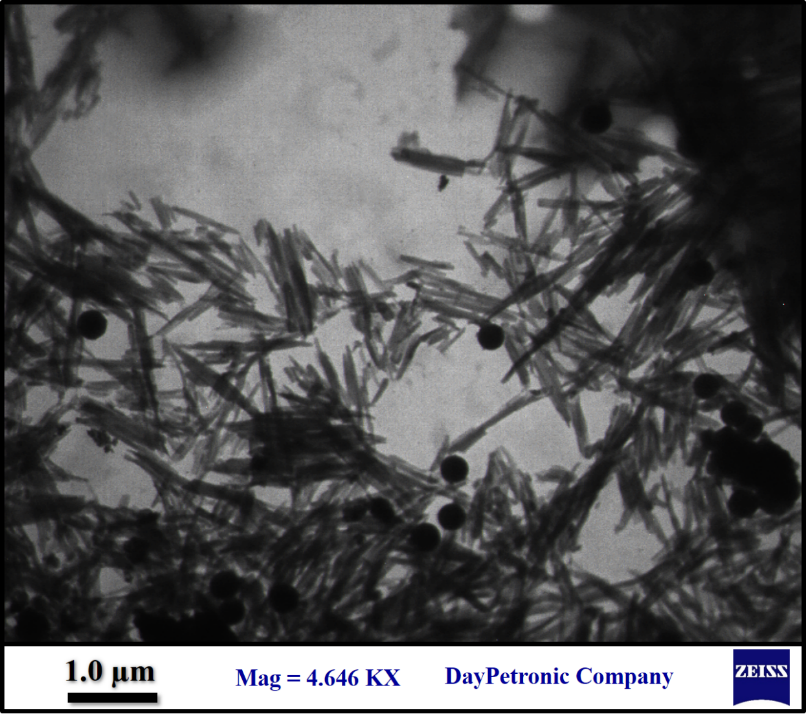 1.0 µm
Mag = 4.646 KX
DayPetronic Company
ZEISS